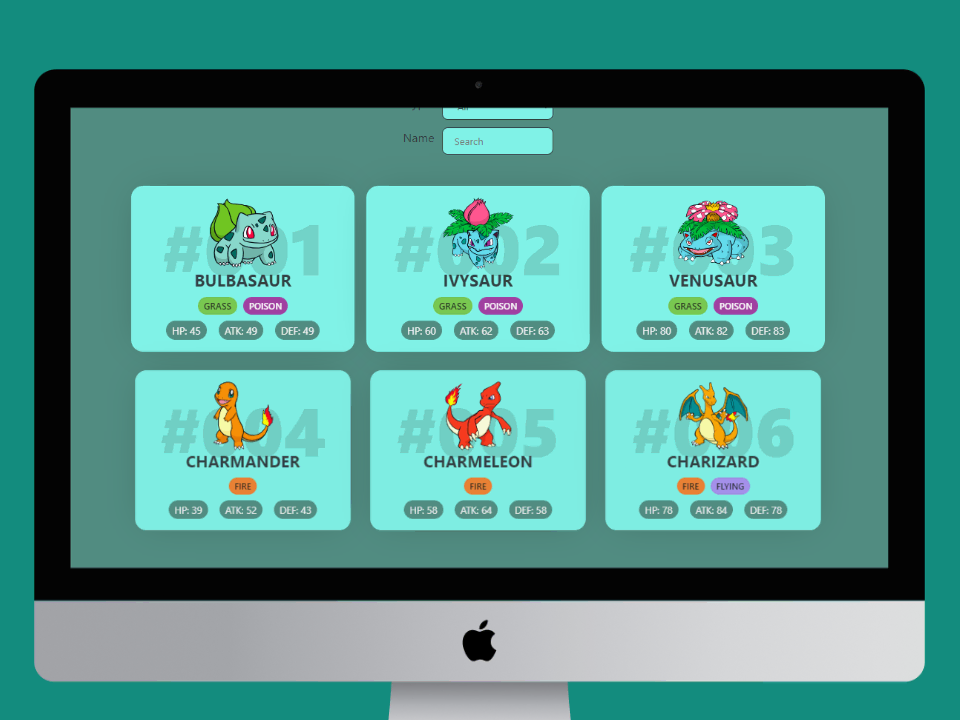 All
Name Search
#001 #002 #003
BULBASAUR IVYSAUR VENUSAUR
GRASS POISON GRASS POISON GRASS POISON
HP: 45 ATK: 49 DEF: 49 HP: 60 ATK: 62 DEF: 63 HP: 80 ATK: 82 DEF: 83
#004 #005 #006
CHARMANDER CHARMELEON CHARIZARD
FIRE FIRE FIRE FLYING
HP: 39 ATK: 52 DEF: 43 HP: 58 ATK: 64 DEF: 58 HP: 78 ATK: 84 DEF: 78